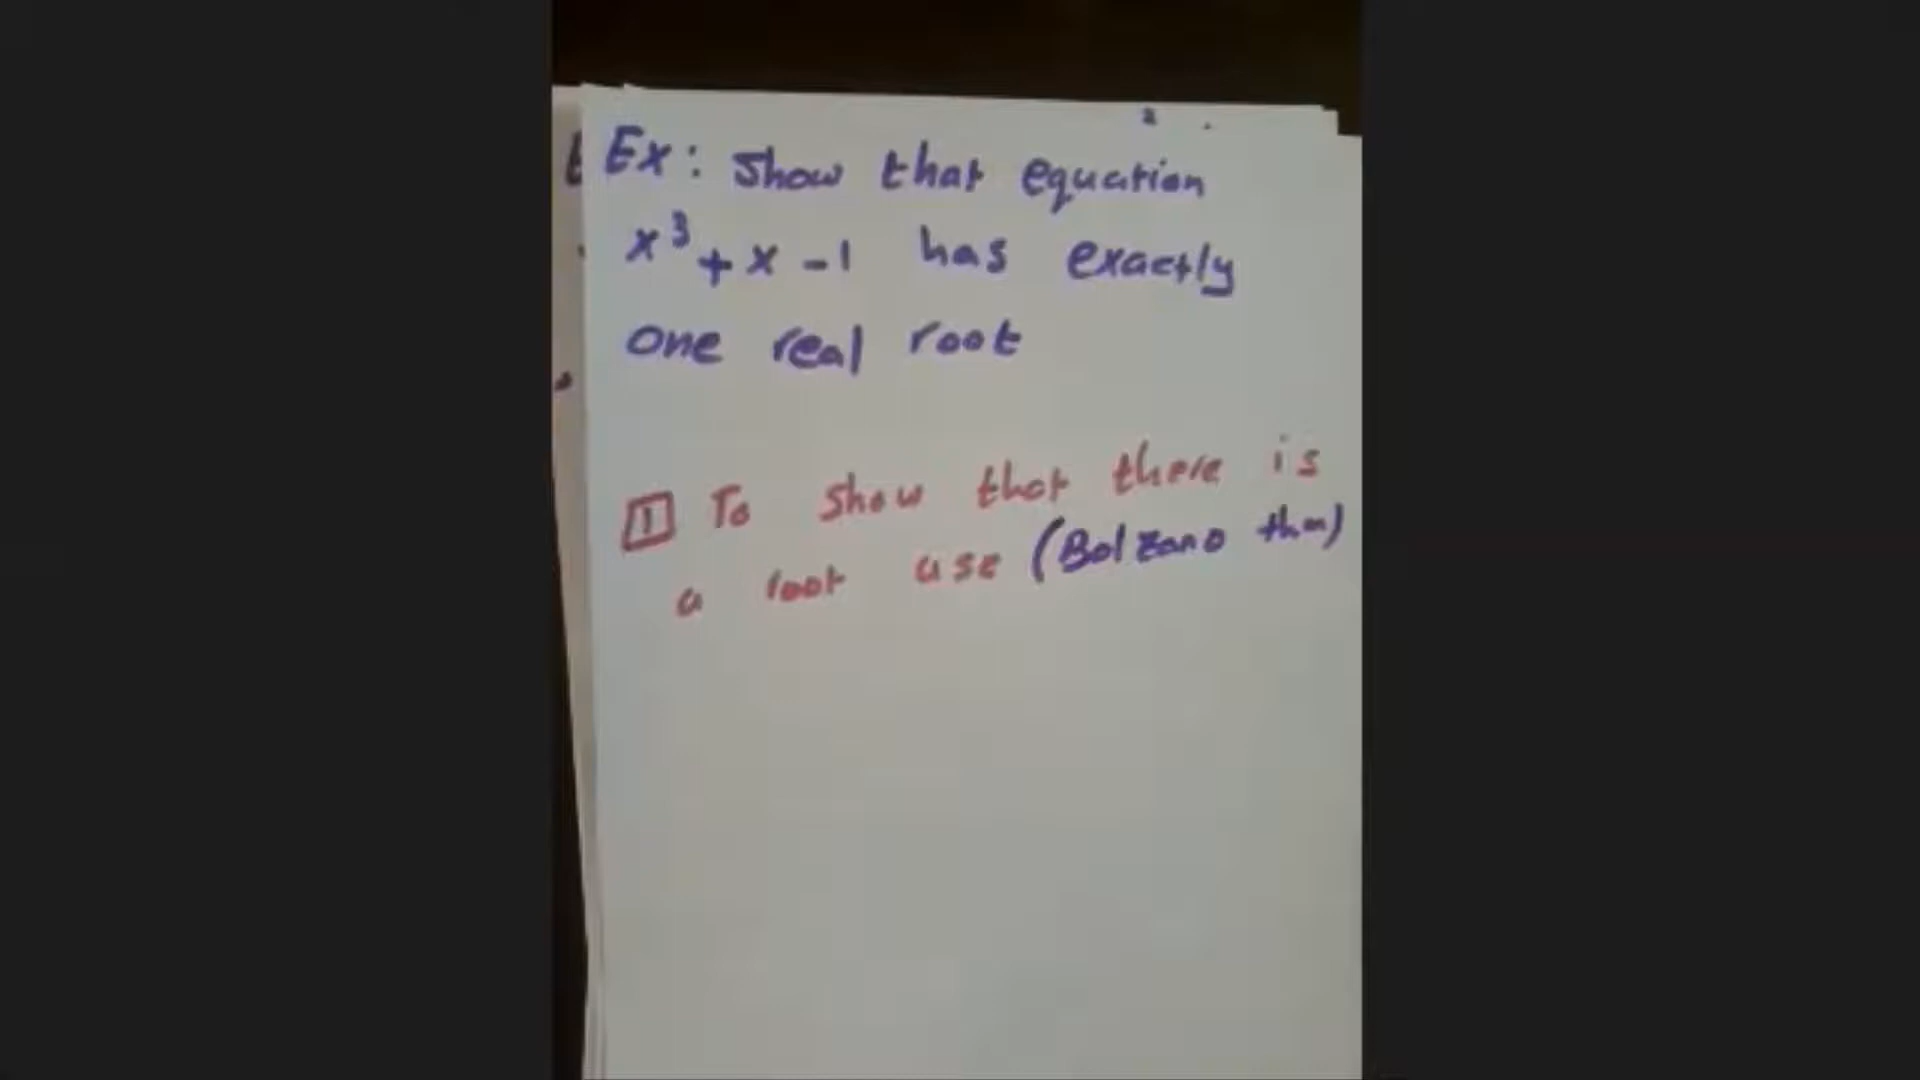 Ex: Show that equation
x³ + x - 1 has exactly
one real root
1 To show that there is
a root use (Bolzano thm)